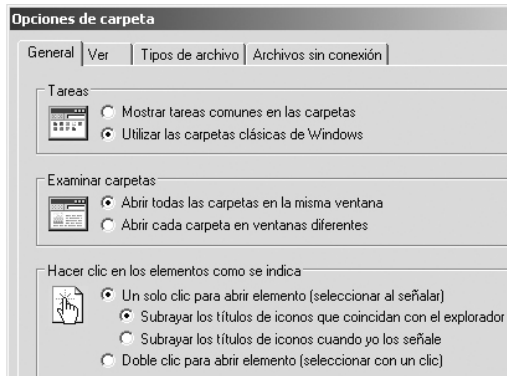 Opciones de carpeta
General Ver Tipos de archivo Archivos sin conexión
Tareas
Mostrar tareas comunes en las carpetas
Utilizar las carpetas clásicas de Windows
Examinar carpetas
Abrir todas las carpetas en la misma ventana
Abrir cada carpeta en ventanas diferentes
Hacer clic en los elementos como se indica
Un solo clic para abrir elemento (seleccionar al señalar)
Subrayar los títulos de iconos que coincidan con el explorador
Subrayar los títulos de iconos cuando yo los señale
Doble clic para abrir elemento (seleccionar con un clic)